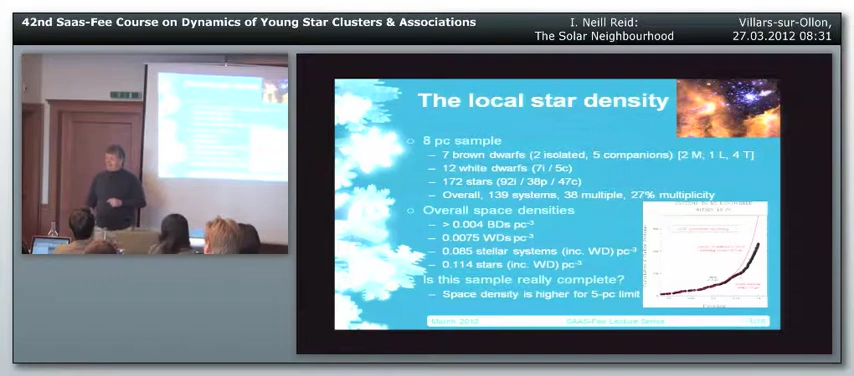 42nd Saas-Fee Course on Dynamics of Young Star Clusters & Associations
I. Neill Reid:
The Solar Neighbourhood
Villars-sur-Ollon,
27.03.2012 08:31
The local star density
8 pc sample
– 7 brown dwarfs (2 isolated, 5 companions) [2 M, 1 L, 4 T]
– 12 white dwarfs (7i / 5c)
– 172 stars (92i / 38p / 47c)
– Overall, 139 systems, 38 multiple, 27% multiplicity
Overall space densities
– > 0.004 BDs pc⁻³
– 0.0075 WDs pc⁻³
– 0.085 stellar systems (inc. WD) pc⁻³
– 0.114 stars (inc. WD) pc⁻³
Is this sample really complete?
– Space density is higher for 5-pc limit
March, 2012
SAAS-Fee Lecture Series